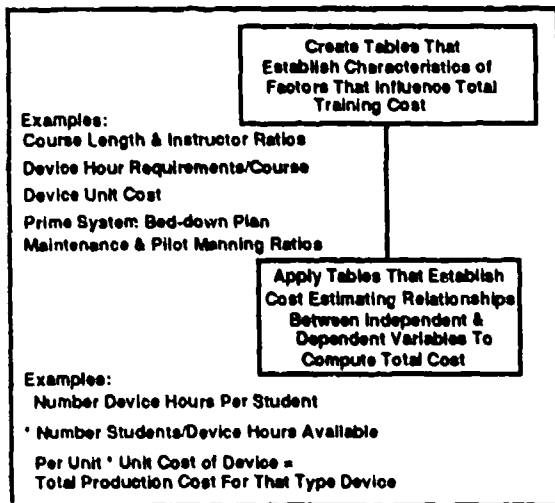 Create Tables That
Establish Characteristics of
Factors That Influence Total
Training Cost
Examples:
Course Length & Instructor Ratios
Device Hour Requirements/Course
Device Unit Cost
Prime System Bed-down Plan
Maintenance & Pilot Manning Ratios
Apply Tables That Establish
Cost Estimating Relationships
Between Independent &
Dependent Variables To
Compute Total Cost
Examples:
Number Device Hours Per Student
* Number Students/Device Hours Available
Per Unit * Unit Cost of Device =
Total Production Cost For That Type Device